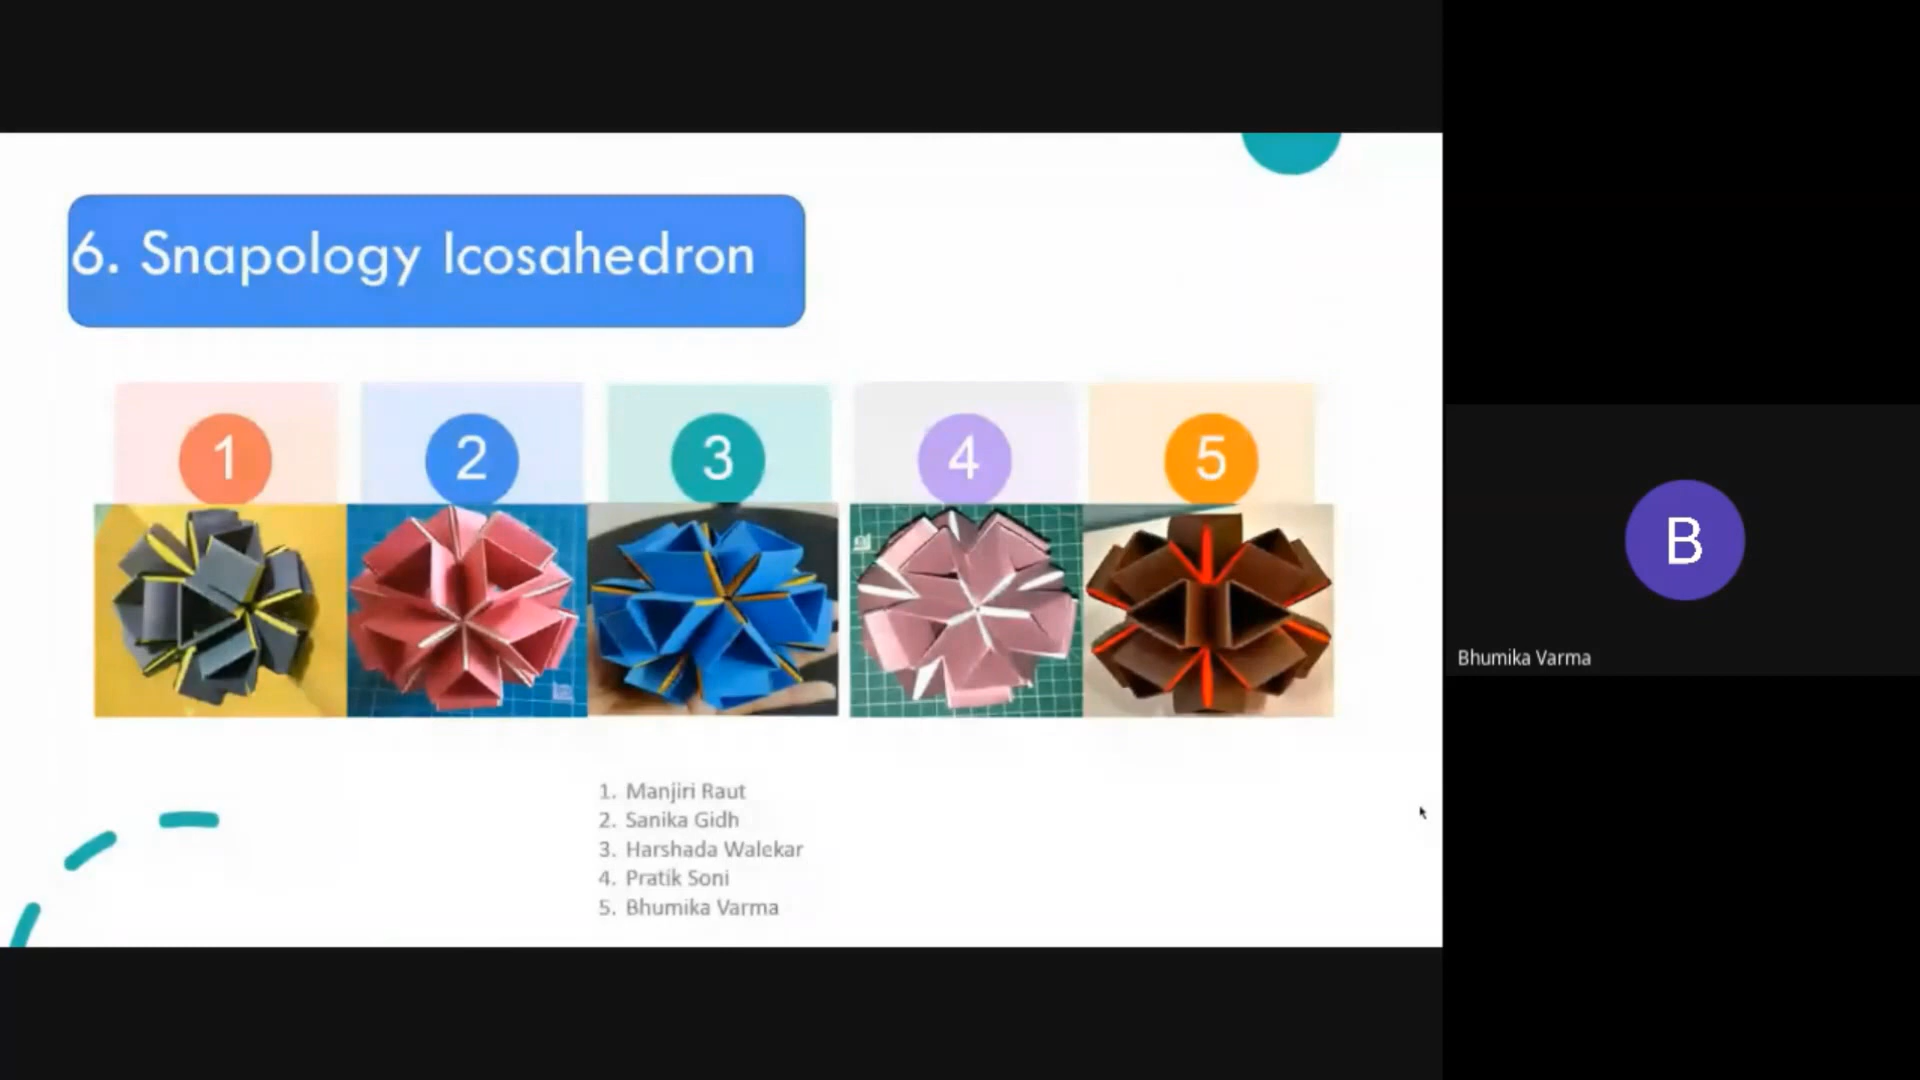 6. Snapology Icosahedron
1
2
3
4
5
1. Manjiri Raut
2. Sanika Gidh
3. Harshada Walekar
4. Pratik Soni
5. Bhumika Varma
B
Bhumika Varma